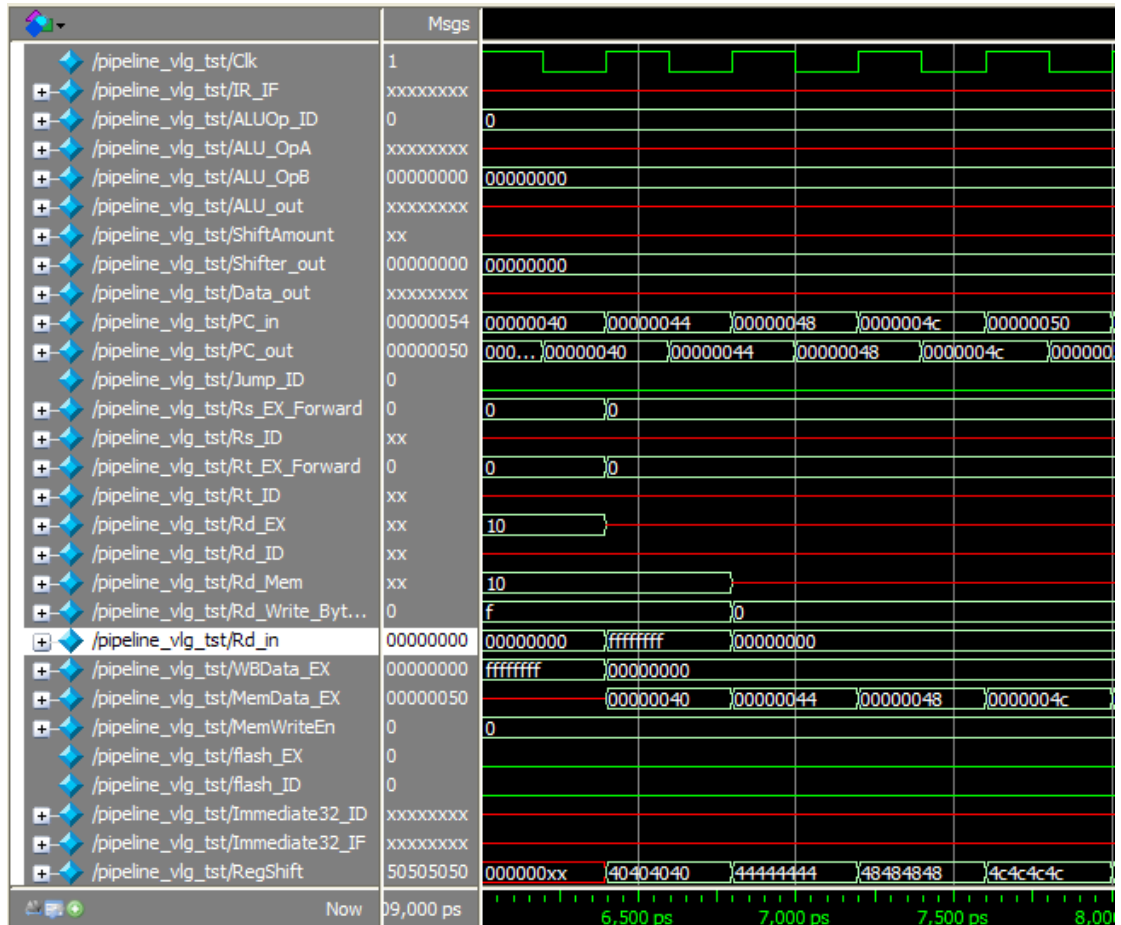 Msgs
/pipeline_vlg_tst/Clk 1
/pipeline_vlg_tst/IR_IF xxxxxxxx
/pipeline_vlg_tst/ALUOp_ID 0 0
/pipeline_vlg_tst/ALU_OpA xxxxxxxx
/pipeline_vlg_tst/ALU_OpB 00000000 00000000
/pipeline_vlg_tst/ALU_out xxxxxxxx
/pipeline_vlg_tst/ShiftAmount xx
/pipeline_vlg_tst/Shifter_out 00000000 00000000
/pipeline_vlg_tst/Data_out xxxxxxxx
/pipeline_vlg_tst/PC_in 00000054 00000040 00000044 00000048 0000004c 00000050
/pipeline_vlg_tst/PC_out 00000050 000... 00000040 00000044 00000048 0000004c 000000
/pipeline_vlg_tst/Jump_ID 0
/pipeline_vlg_tst/Rs_EX_Forward 0 0 0
/pipeline_vlg_tst/Rs_ID xx
/pipeline_vlg_tst/Rt_EX_Forward 0 0 0
/pipeline_vlg_tst/Rt_ID xx
/pipeline_vlg_tst/Rd_EX xx 10
/pipeline_vlg_tst/Rd_ID xx
/pipeline_vlg_tst/Rd_Mem xx 10
/pipeline_vlg_tst/Rd_Write_Byt... 0 f 0
/pipeline_vlg_tst/Rd_in 00000000 00000000 ffffffff 00000000
/pipeline_vlg_tst/WBData_EX 00000000 ffffffff 00000000
/pipeline_vlg_tst/MemData_EX 00000050 00000040 00000044 00000048 0000004c
/pipeline_vlg_tst/MemWriteEn 0 0
/pipeline_vlg_tst/flash_EX 0
/pipeline_vlg_tst/flash_ID 0
/pipeline_vlg_tst/Immediate32_ID xxxxxxxx
/pipeline_vlg_tst/Immediate32_IF xxxxxxxx
/pipeline_vlg_tst/RegShift 50505050 000000xx 40404040 44444444 48484848 4c4c4c4c
Now 09,000 ps 6,500 ps 7,000 ps 7,500 ps 8,00